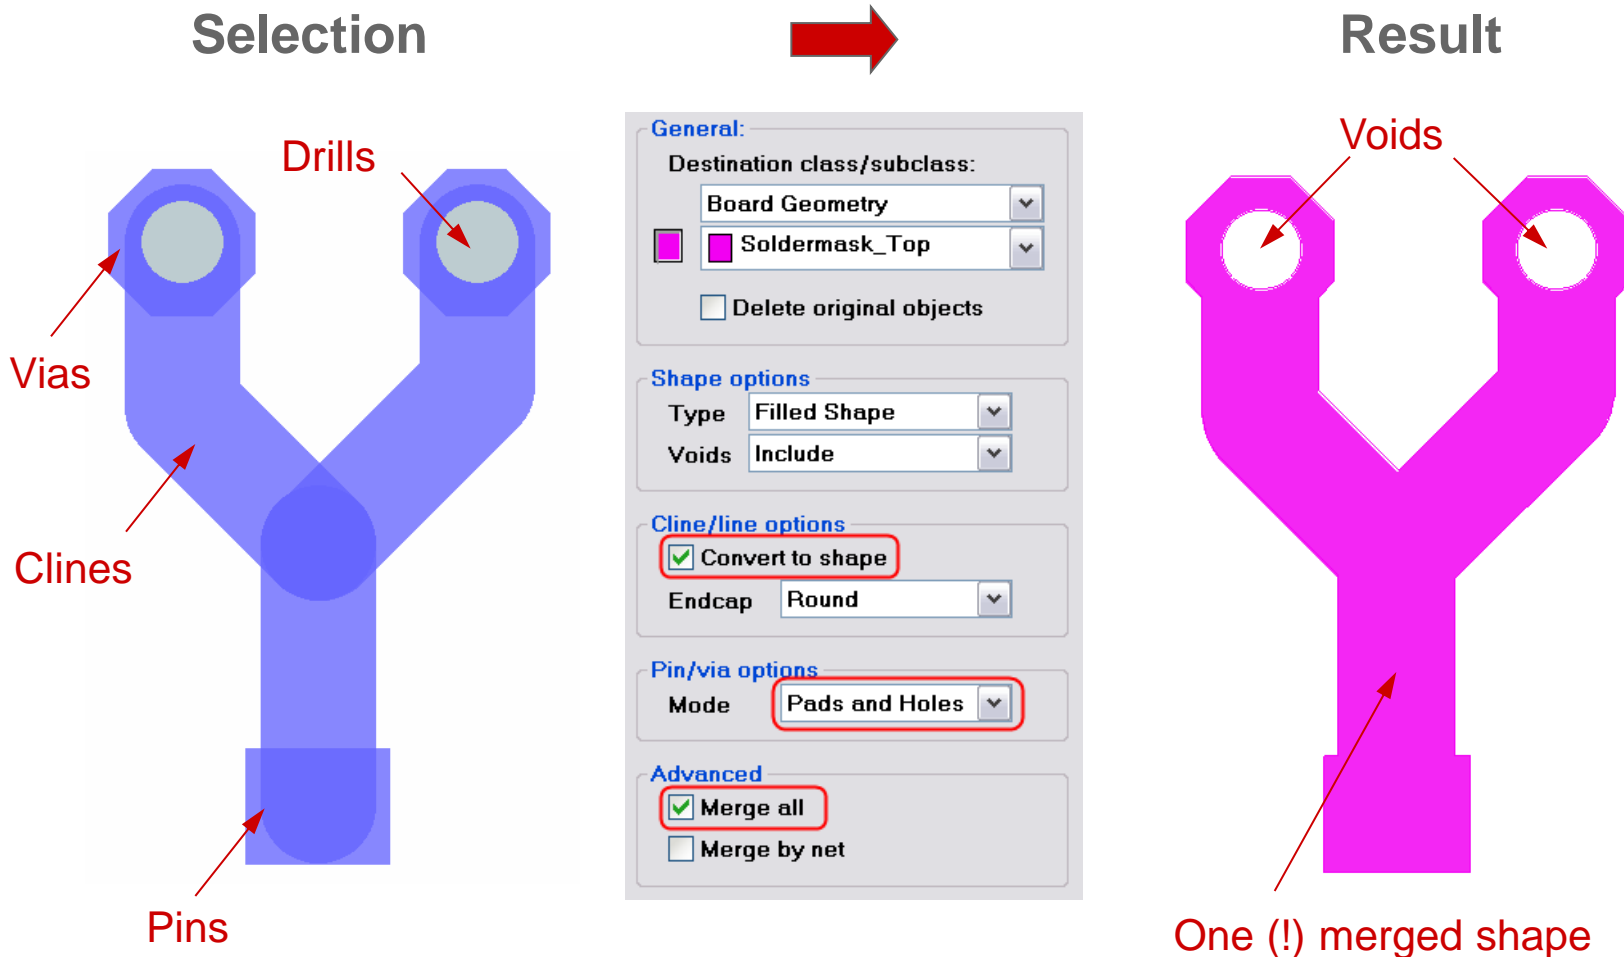 Selection
Result
Drills
Vias
Clines
Pins
General:
Destination class/subclass:
Board Geometry
Soldermask_Top
Delete original objects
Shape options
Type Filled Shape
Voids Include
Cline/line options
Convert to shape
Endcap Round
Pin/via options
Mode Pads and Holes
Advanced
Merge all
Merge by net
Voids
One (!) merged shape